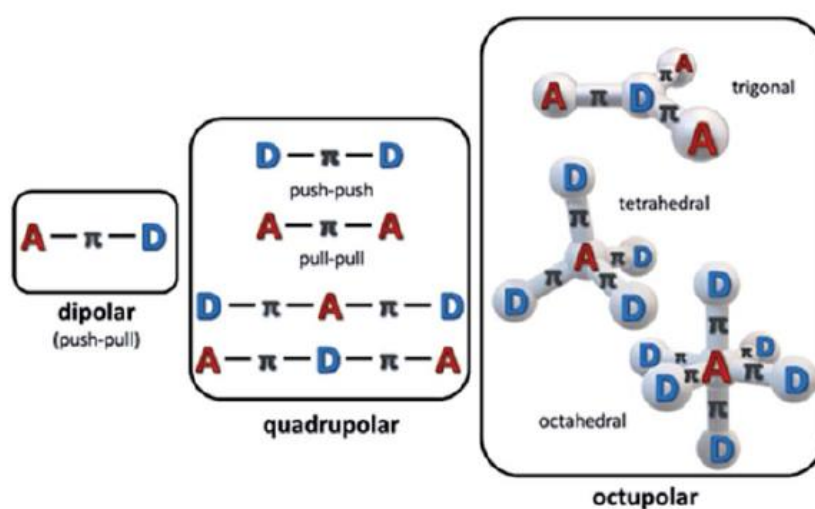 A — π — D
dipolar
(push-pull)
D — π — D
push-push
A — π — A
pull-pull
D — π — A — π — D
A — π — D — π — A
quadrupolar
A π D π A π A
trigonal
D π A π D π D π D
tetrahedral
D π A π D π D π D π D π D
octahedral
octupolar